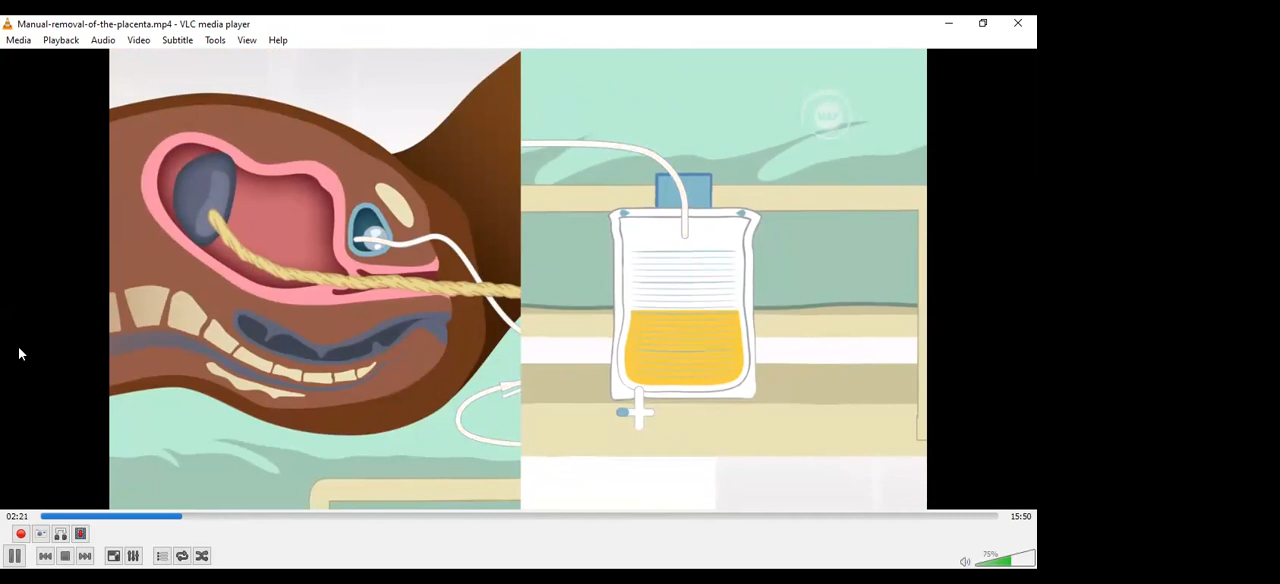 Manual-removal-of-the-placenta.mp4 - VLC media player
Media Playback Audio Video Subtitle Tools View Help
MAF
02:21 15:50
75%